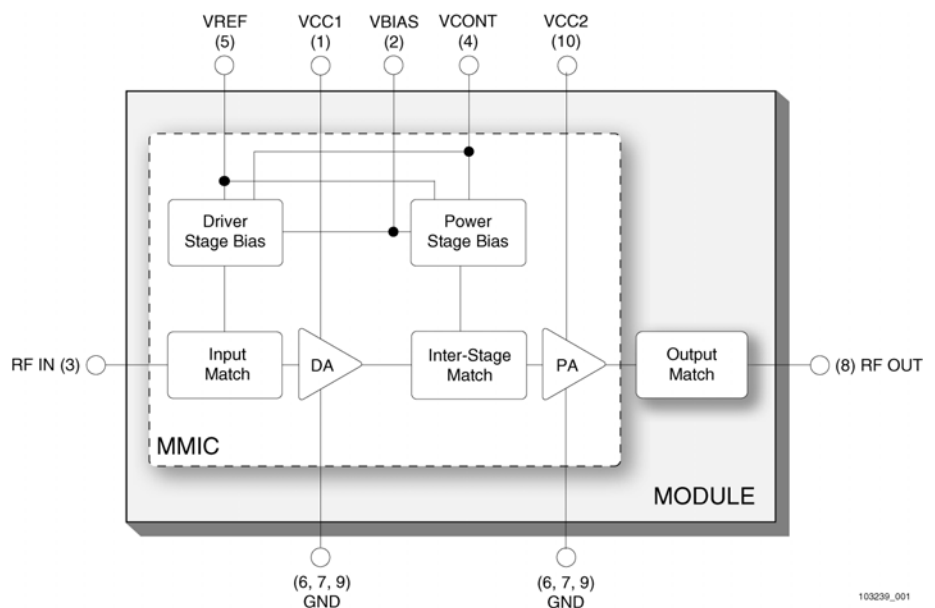 VREF
(5)
VCC1
(1)
VBIAS
(2)
VCONT
(4)
VCC2
(10)
Driver
Stage Bias
Power
Stage Bias
RF IN (3)
Input
Match
DA
Inter-Stage
Match
PA
Output
Match
(8) RF OUT
MMIC
MODULE
(6, 7, 9)
GND
(6, 7, 9)
GND
103239_001